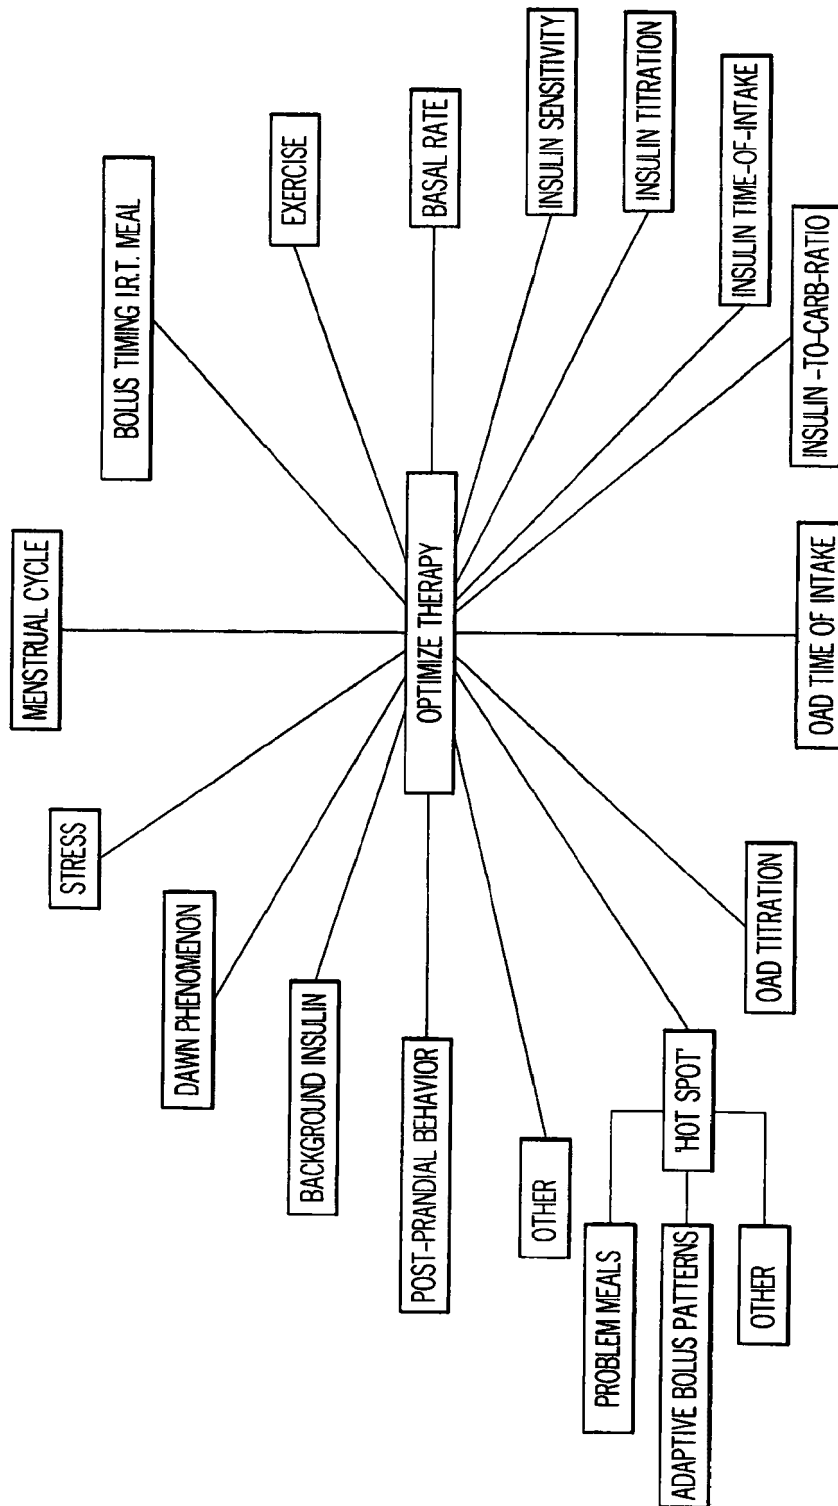 MENSTRUAL CYCLE
BOLUS TIMING I.R.T. MEAL
STRESS
EXERCISE
DAWN PHENOMENON
BACKGROUND INSULIN
POST-PRANDIAL BEHAVIOR
OPTIMIZE THERAPY
BASAL RATE
OTHER
INSULIN SENSITIVITY
INSULIN TITRATION
PROBLEM MEALS
'HOT SPOT'
ADAPTIVE BOLUS PATTERNS
OTHER
OAD TITRATION
OAD TIME OF INTAKE
INSULIN TIME-OF-INTAKE
INSULIN -TO-CARB-RATIO